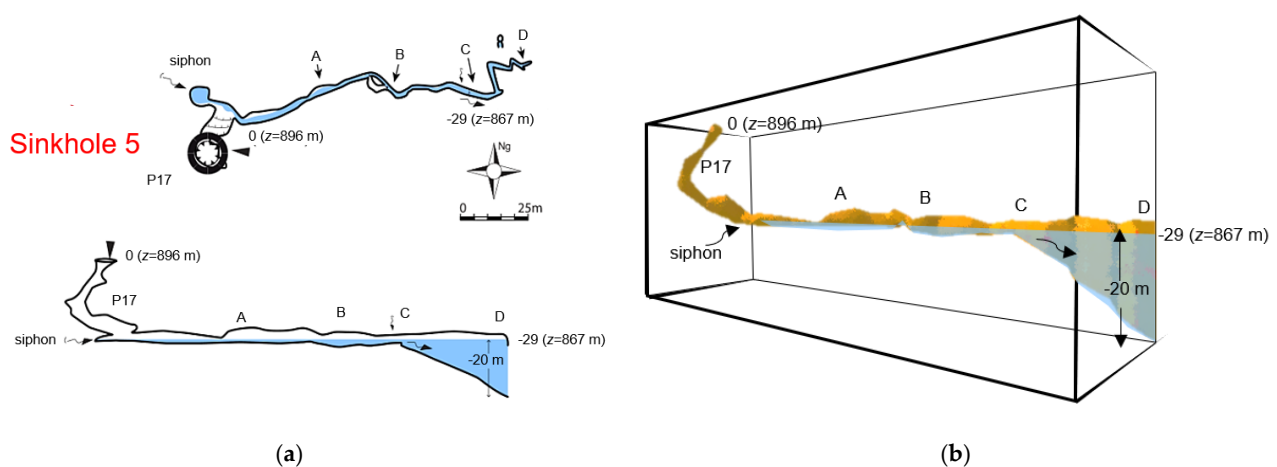 siphon
A
B
C
D
-29 (z=867 m)
0 (z=896 m)
Sinkhole 5
P17
Ng
0
25m
0 (z=896 m)
P17
A
B
C
D
siphon
-29 (z=867 m)
-20 m
(a)
0 (z=896 m)
P17
A
B
C
D
-29 (z=867 m)
siphon
-20 m
(b)